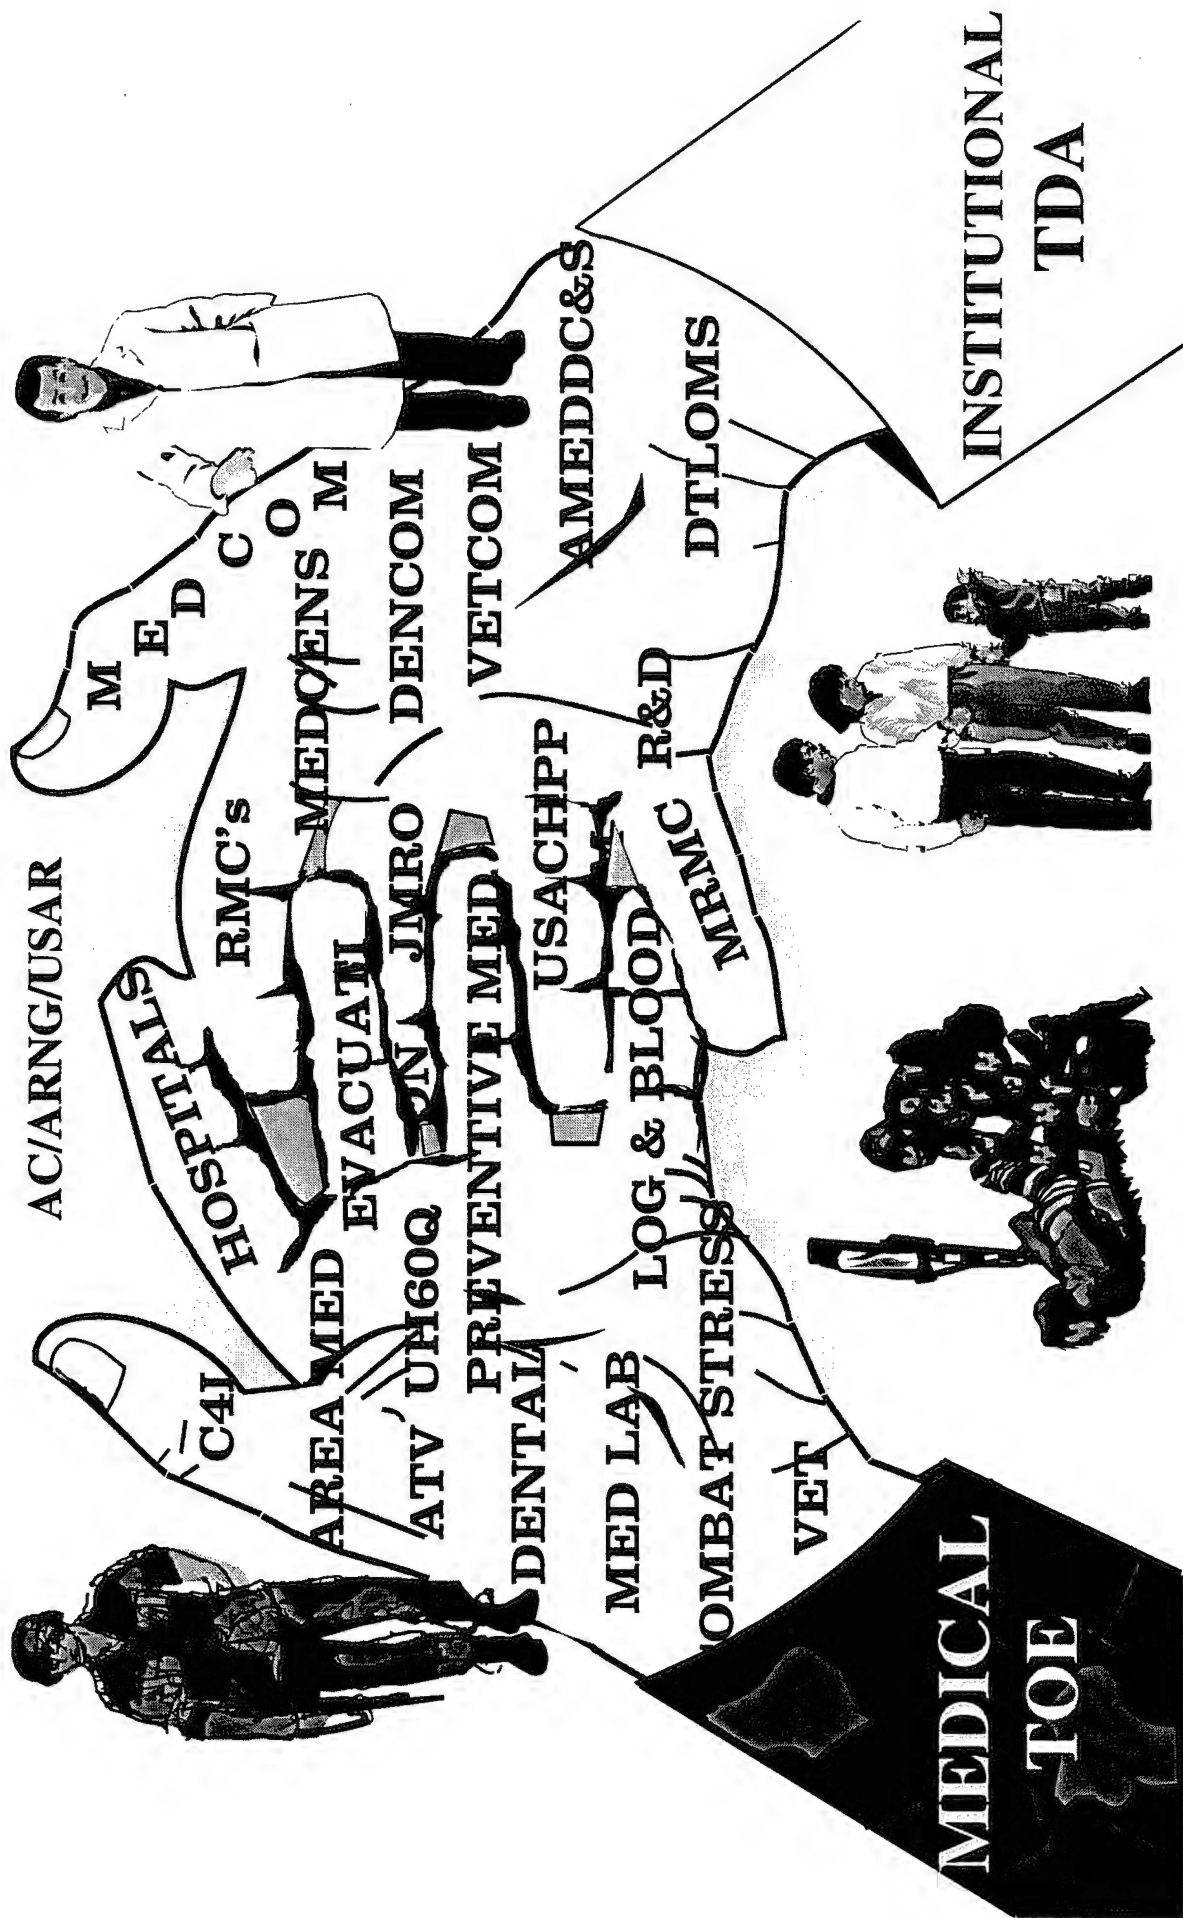 AC/ARNG/USAR
C4I
HOSPITALS
RMC's
M E D C O M
AREA MED
EVACUATI
ON
JMRO
MEDCENS
ATV
UH60Q
DENCOM
PREVENTIVE MED
VETCOM
DENTAL
USACHPP
M
AMEDDC&S
MED LAB
LOG & BLOOD
R&D
MRMC
DTLOMS
OMBAT STRESS
VET
MEDICAL
TOE
INSTITUTIONAL
TDA